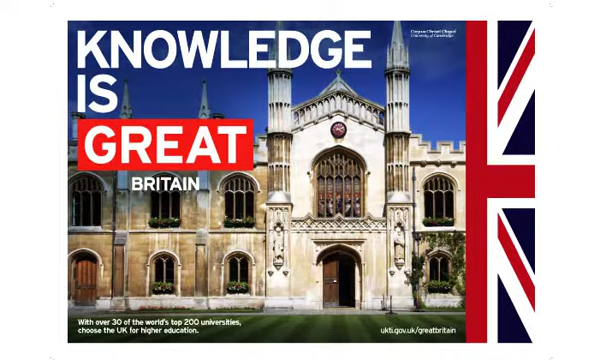 Corpus Christi Chapel
University of Cambridge
KNOWLEDGE
IS
GREAT
BRITAIN
With over 30 of the world's top 200 universities,
choose the UK for higher education.
ukti.gov.uk/greatbritain